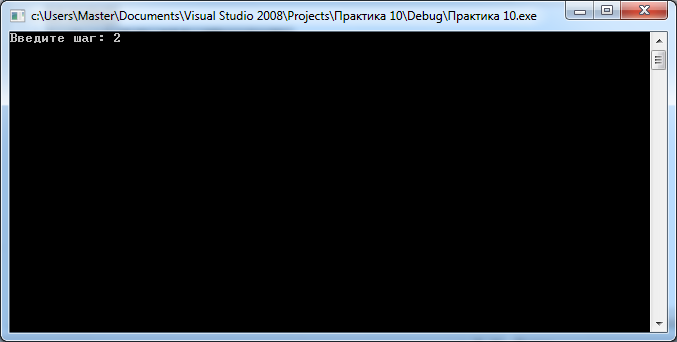 c:\Users\Master\Documents\Visual Studio 2008\Projects\Практика 10\Debug\Практика 10.exe
Введите шаг: 2